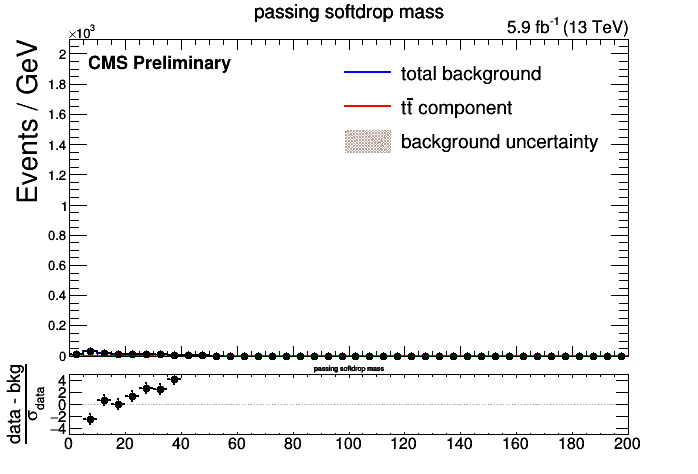 passing softdrop mass
5.9 fb-1 (13 TeV)
×10³
CMS Preliminary
total background
tt̄ component
background uncertainty
Events / GeV
2
1.8
1.6
1.4
1.2
1
0.8
0.6
0.4
0.2
0
passing softdrop mass
data - bkg
σdata
4
2
0
−2
−4
0 20 40 60 80 100 120 140 160 180 200